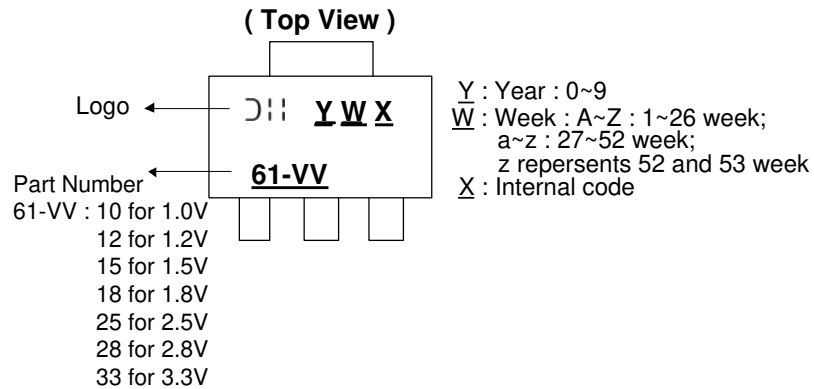 ( Top View )
Logo
Y W X
61-VV
Y : Year : 0~9
W : Week : A~Z : 1~26 week;
a~z : 27~52 week;
z repersents 52 and 53 week
X : Internal code
Part Number
61-VV : 10 for 1.0V
12 for 1.2V
15 for 1.5V
18 for 1.8V
25 for 2.5V
28 for 2.8V
33 for 3.3V